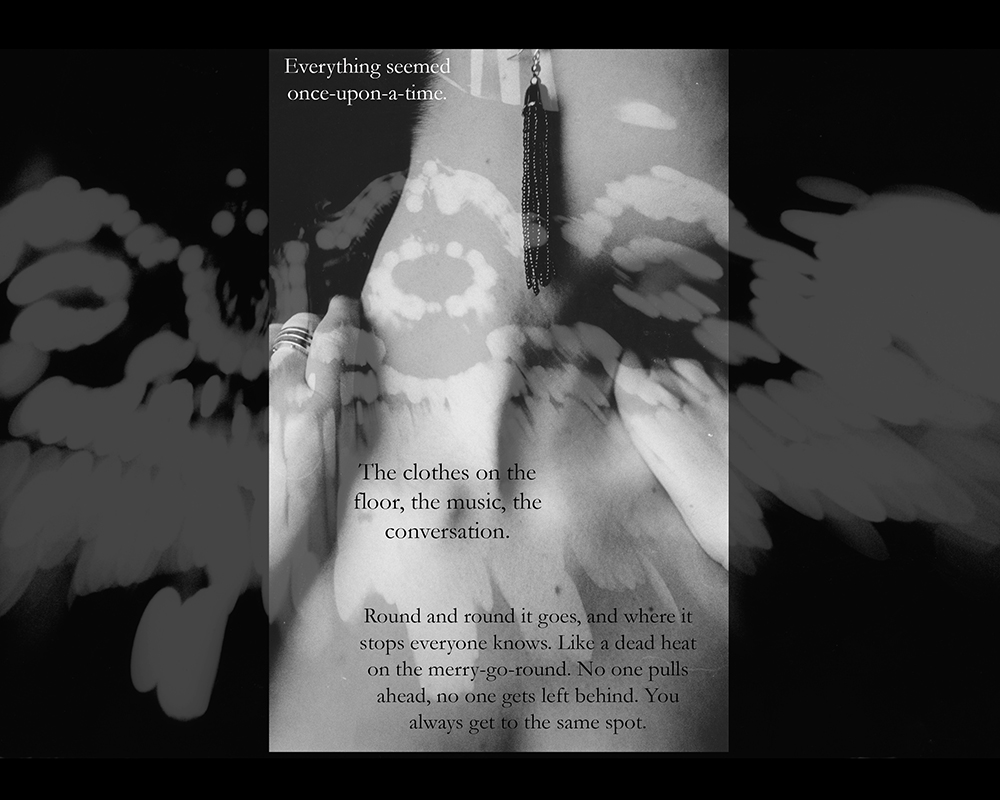 Everything seemed
once-upon-a-time.
The clothes on the
floor, the music, the
conversation.
Round and round it goes, and where it
stops everyone knows. Like a dead heat
on the merry-go-round. No one pulls
ahead, no one gets left behind. You
always get to the same spot.